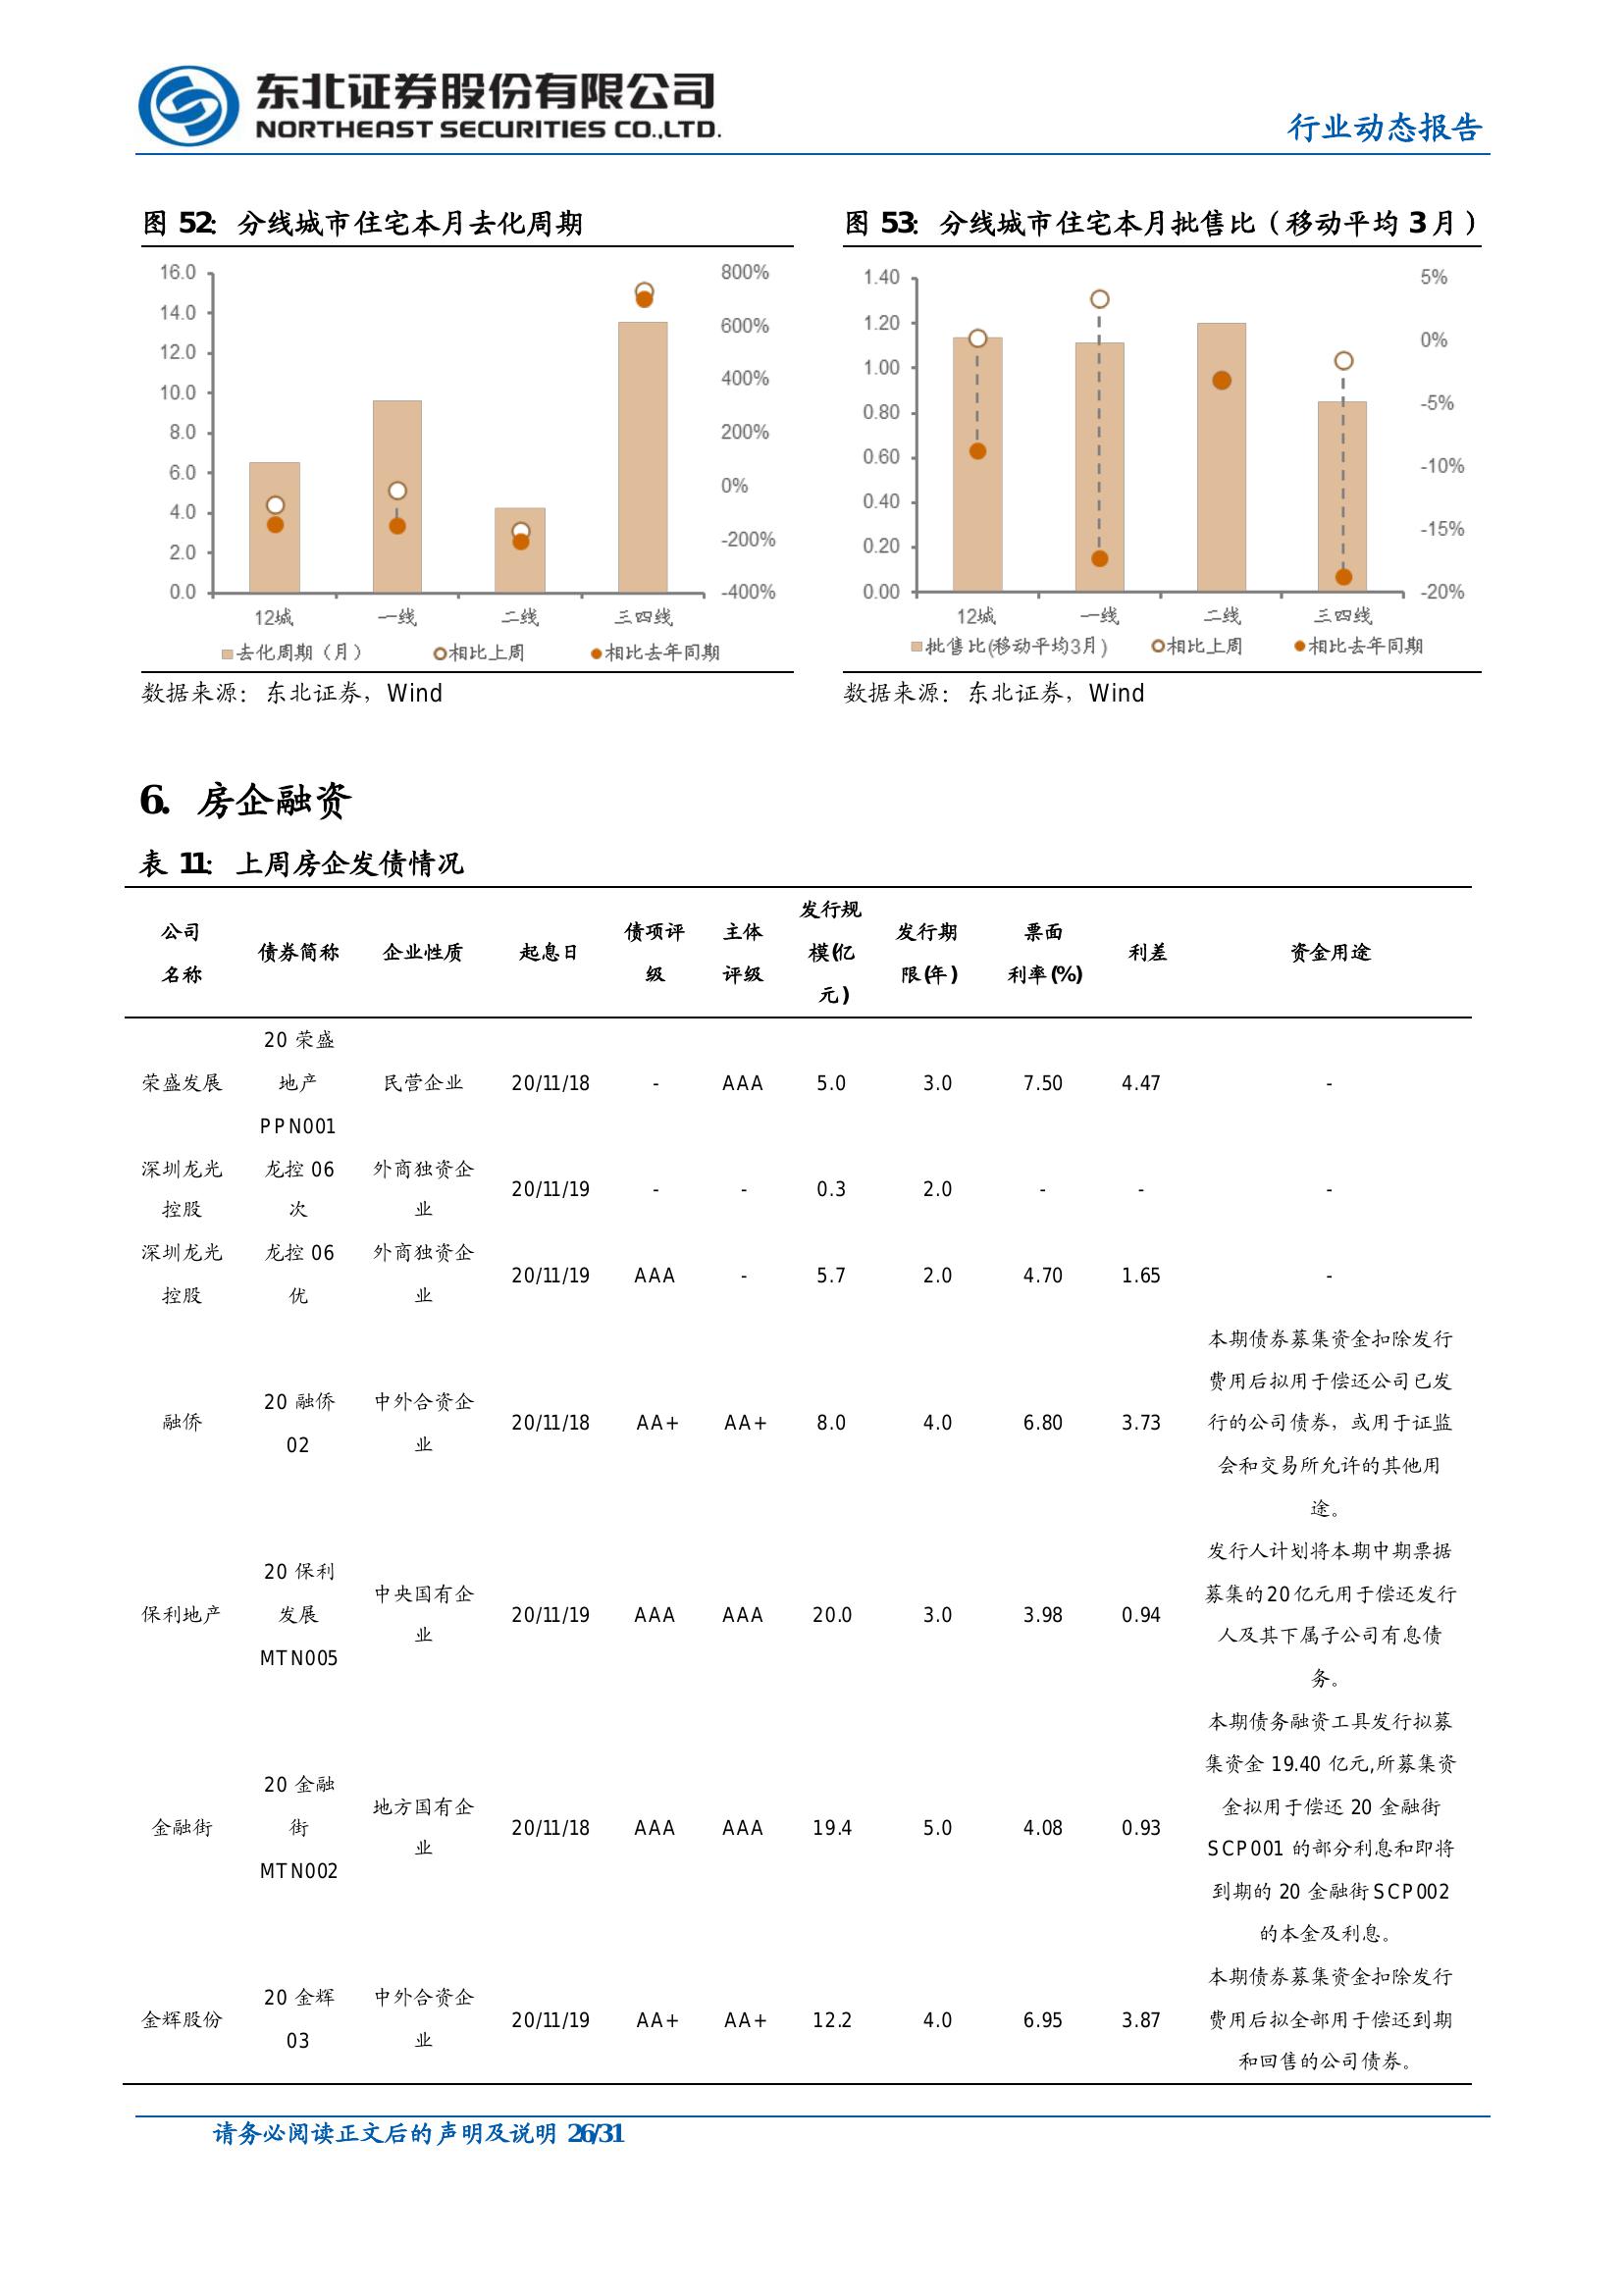 东北证券股份有限公司
NORTHEAST SECURITIES CO.,LTD.
行业动态报告
图 52: 分线城市住宅本月去化周期
16.0
14.0
12.0
10.0
8.0
6.0
4.0
2.0
0.0
800%
600%
400%
200%
0%
-200%
-400%
12城 一线 二线 三四线
去化周期（月） 相比上周 相比去年同期
数据来源：东北证券，Wind
图 53: 分线城市住宅本月批售比（移动平均 3 月）
1.40
1.20
1.00
0.80
0.60
0.40
0.20
0.00
5%
0%
-5%
-10%
-15%
-20%
12城 一线 二线 三四线
批售比(移动平均3月) 相比上周 相比去年同期
数据来源：东北证券，Wind
6. 房企融资
表 11: 上周房企发债情况
公司
名称
债券简称
企业性质
起息日
债项评
级
主体
评级
发行规
模(亿
元)
发行期
限(年)
票面
利率(%)
利差
资金用途
荣盛发展
20 荣盛
地产
PPN001
民营企业
20/11/18
-
AAA
5.0
3.0
7.50
4.47
-
深圳龙光
控股
龙控 06
次
外商独资企
业
20/11/19
-
-
0.3
2.0
-
-
-
深圳龙光
控股
龙控 06
优
外商独资企
业
20/11/19
AAA
-
5.7
2.0
4.70
1.65
-
融侨
20 融侨
02
中外合资企
业
20/11/18
AA+
AA+
8.0
4.0
6.80
3.73
本期债券募集资金扣除发行
费用后拟用于偿还公司已发
行的公司债券，或用于证监
会和交易所允许的其他用
途。
保利地产
20 保利
发展
MTN005
中央国有企
业
20/11/19
AAA
AAA
20.0
3.0
3.98
0.94
发行人计划将本期中期票据
募集的20亿元用于偿还发行
人及其下属子公司有息债
务。
金融街
20 金融
街
MTN002
地方国有企
业
20/11/18
AAA
AAA
19.4
5.0
4.08
0.93
本期债务融资工具发行拟募
集资金 19.40 亿元,所募集资
金拟用于偿还 20 金融街
SCP001 的部分利息和即将
到期的 20 金融街SCP002
的本金及利息。
金辉股份
20 金辉
03
中外合资企
业
20/11/19
AA+
AA+
12.2
4.0
6.95
3.87
本期债券募集资金扣除发行
费用后拟全部用于偿还到期
和回售的公司债券。
请务必阅读正文后的声明及说明 26/31